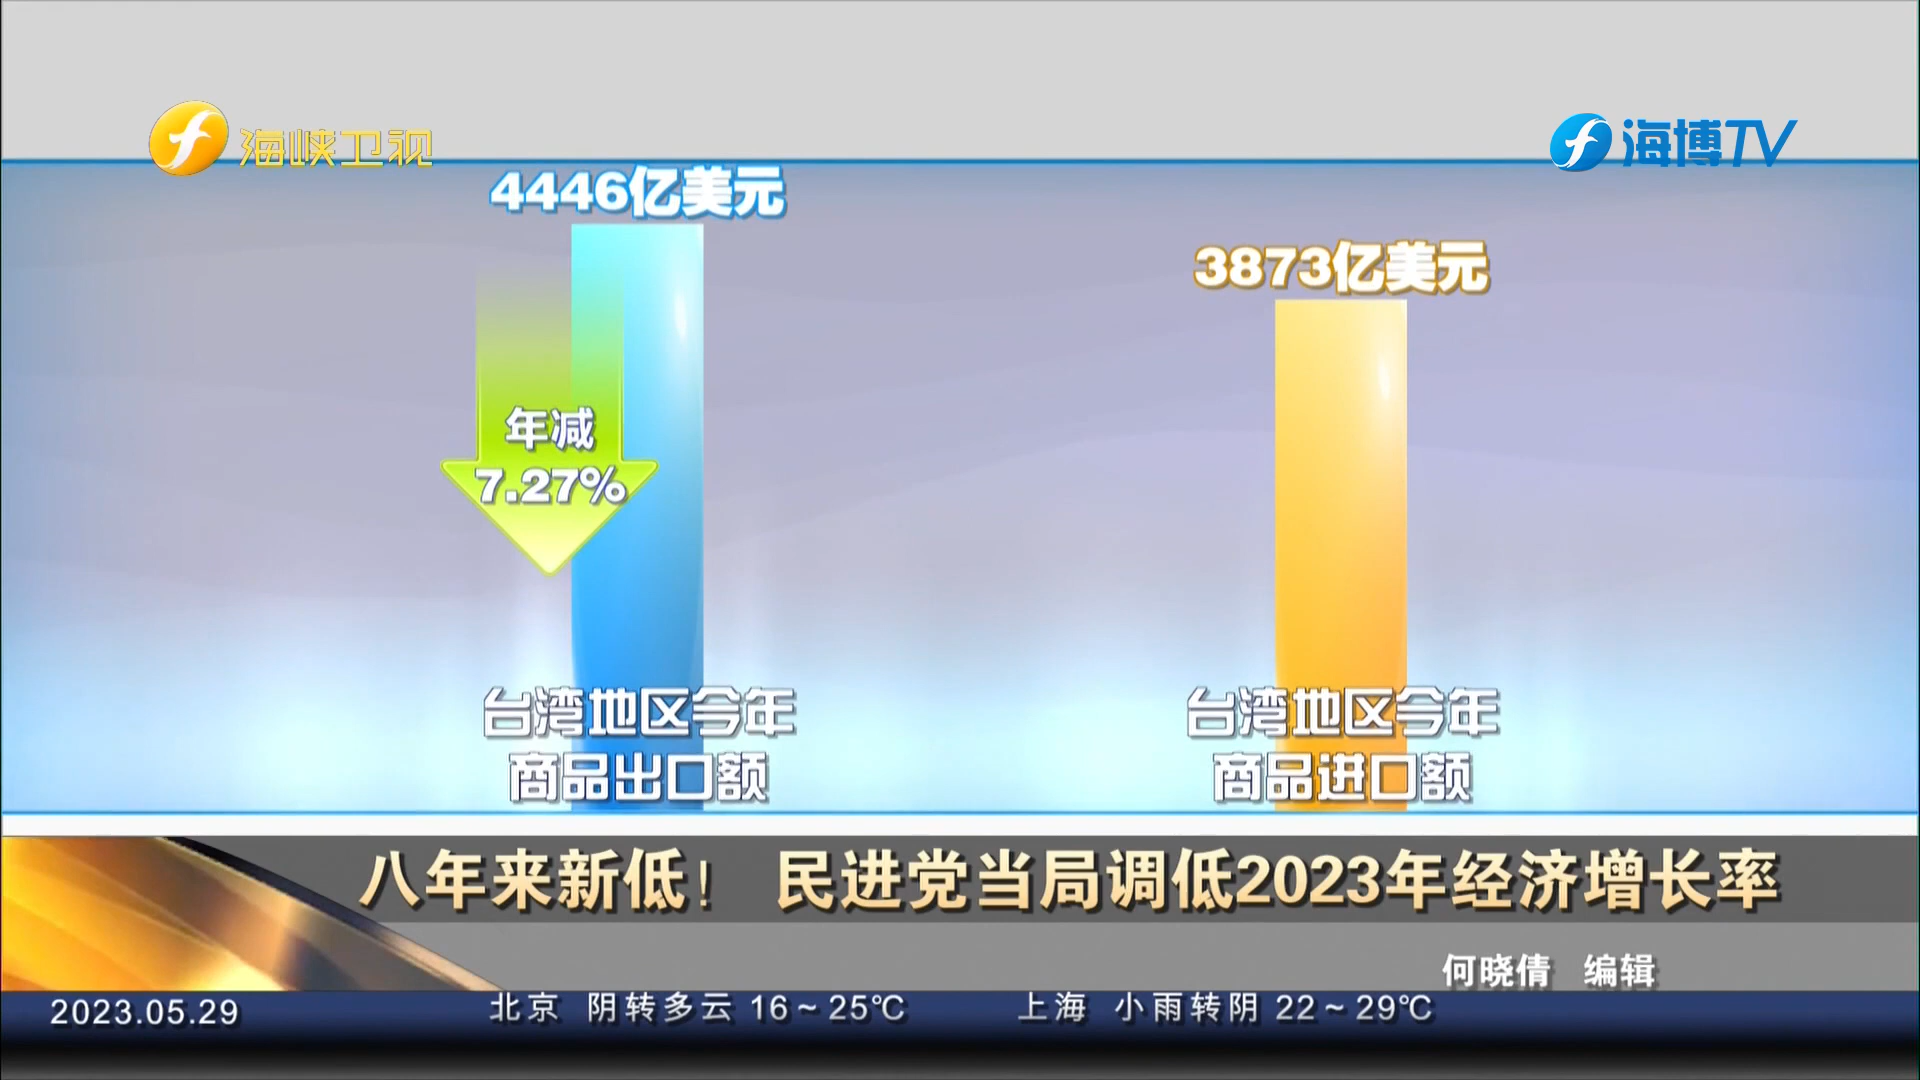 海峡卫视
海博TV
4446亿美元
3873亿美元
年减
7.27%
台湾地区今年
商品出口额
台湾地区今年
商品进口额
八年来新低! 民进党当局调低2023年经济增长率
何晓倩 编辑
2023.05.29 北京 阴转多云 16~25℃ 上海 小雨转阴 22~29℃